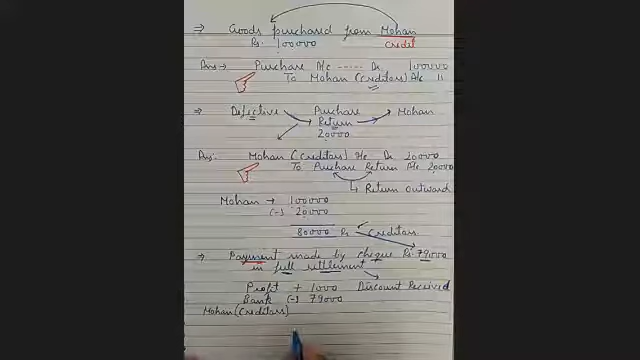 ⇒ Goods purchased from Mohan
Rs. 100000 Credit
Ans → Purchase A/c ----- Dr 100000
To Mohan (creditors) A/c 11
⇒ Defective Purchase Return → Mohan
20000
Ans. Mohan (creditors) A/c Dr 20000
To Purchase Return A/c 20000
↳ Return outward
Mohan → 100000
(-) 20000
80000 Rs Creditors
⇒ Payment made by cheque Rs 79000
in full settlement
Profit + 1000 Discount Received
Bank (-) 79000
Mohan (Creditors)